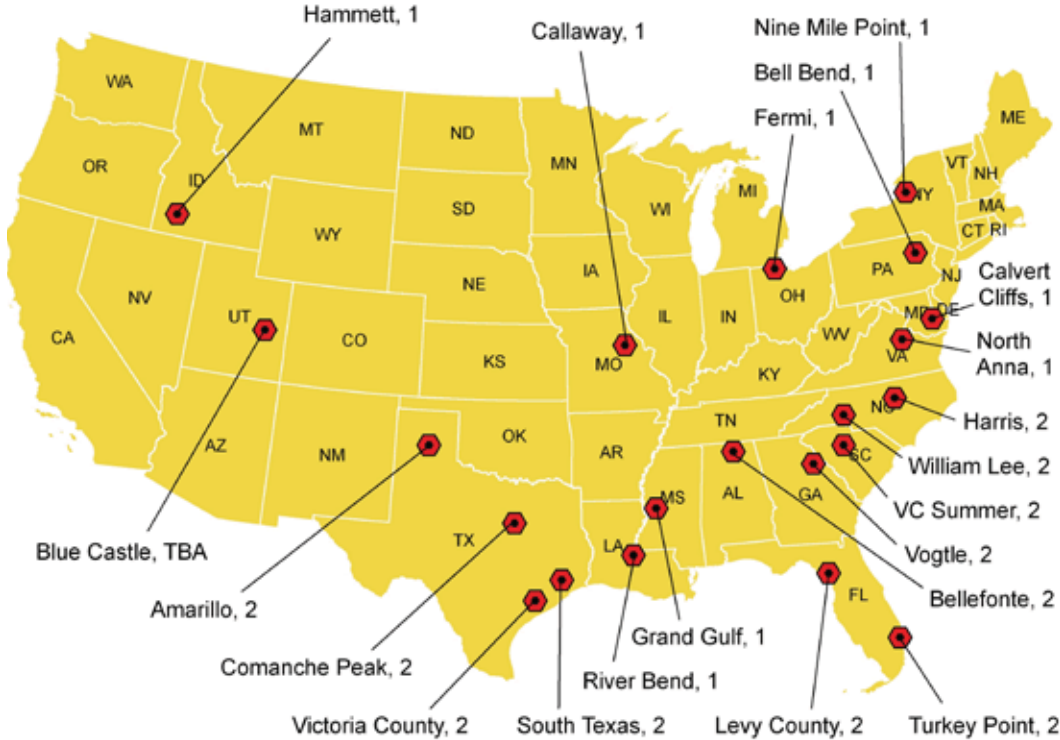 Hammett, 1
Callaway, 1
Nine Mile Point, 1
Bell Bend, 1
Fermi, 1
WA
MT
ND
MN
ME
VT
NH
OR
ID
SD
WI
MI
NY
MA
CT
RI
WY
IA
PA
NJ
NE
OH
Calvert
Cliffs, 1
NV
UT
IL
IN
MD
DE
CA
CO
KS
MO
WV
VA
North
Anna, 1
KY
NC
Harris, 2
TN
AZ
NM
OK
AR
SC
William Lee, 2
MS
AL
GA
VC Summer, 2
TX
LA
Blue Castle, TBA
Vogtle, 2
FL
Bellefonte, 2
Amarillo, 2
Grand Gulf, 1
Comanche Peak, 2
River Bend, 1
Victoria County, 2
South Texas, 2
Levy County, 2
Turkey Point, 2